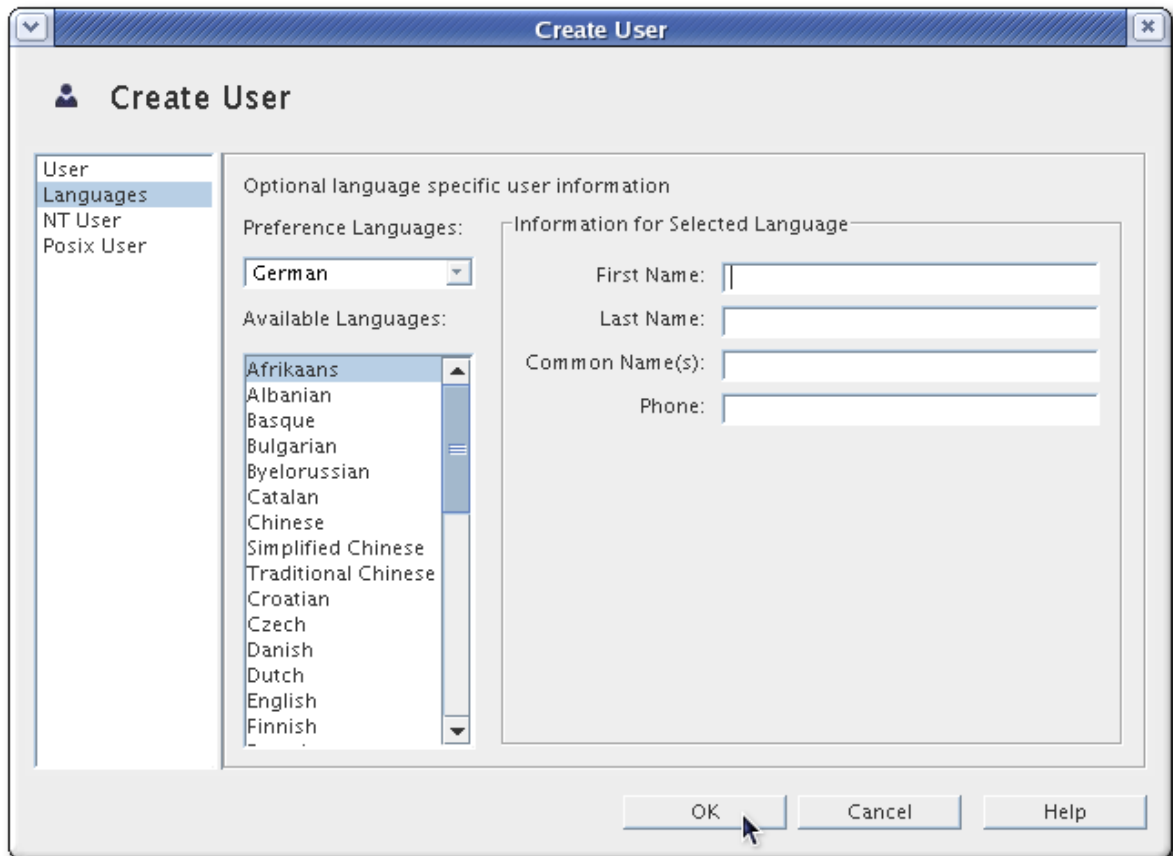 Create User
Create User
User
Languages
NT User
Posix User
Optional language specific user information
Preference Languages:
German
Available Languages:
Afrikaans
Albanian
Basque
Bulgarian
Byelorussian
Catalan
Chinese
Simplified Chinese
Traditional Chinese
Croatian
Czech
Danish
Dutch
English
Finnish
Information for Selected Language
First Name:
Last Name:
Common Name(s):
Phone:
OK
Cancel
Help